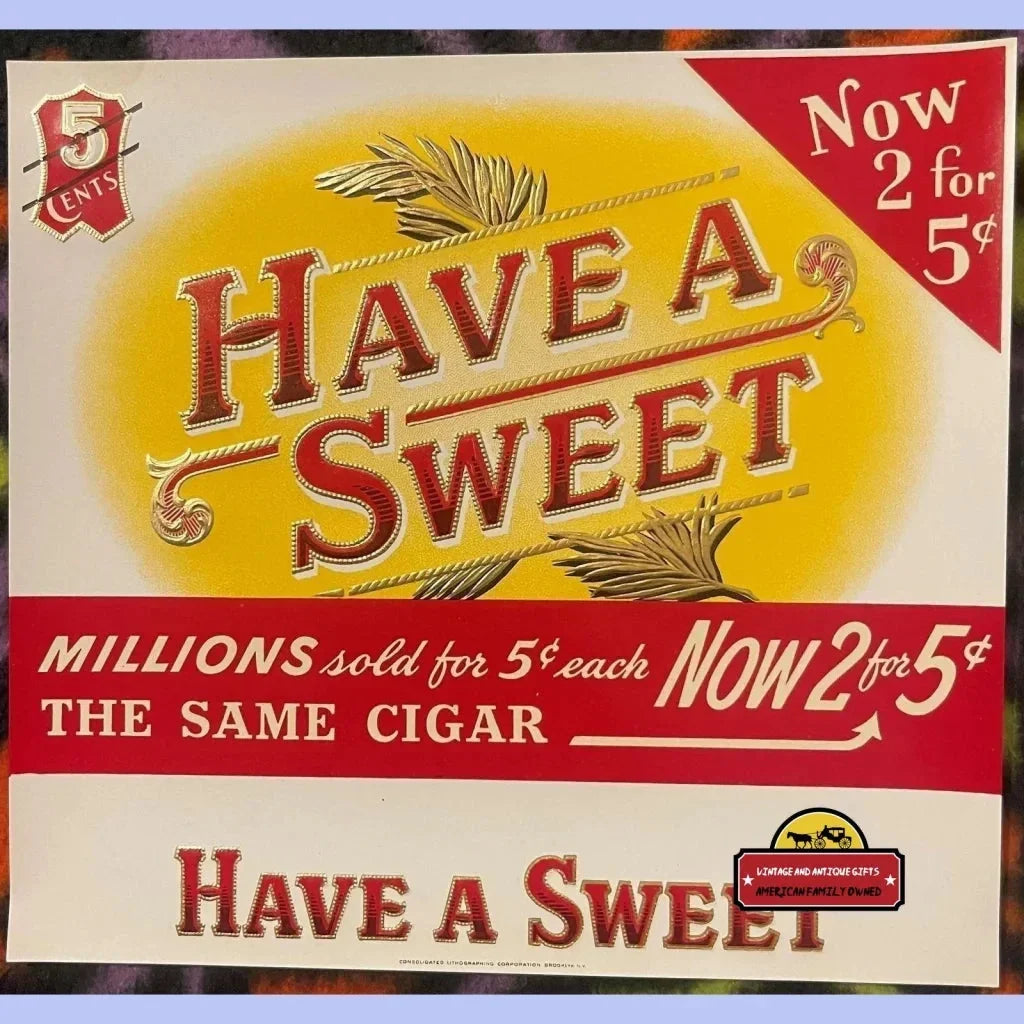 5
CENTS
Now
2 for
5¢
HAVE A
SWEET
MILLIONS sold for 5¢ each NOW 2 for 5¢
THE SAME CIGAR
HAVE A SWEET
VINTAGE AND ANTIQUE GIFTS
AMERICAN FAMILY OWNED
CONSOLIDATED LITHOGRAPHING CORPORATION BROOKLYN, N.Y.